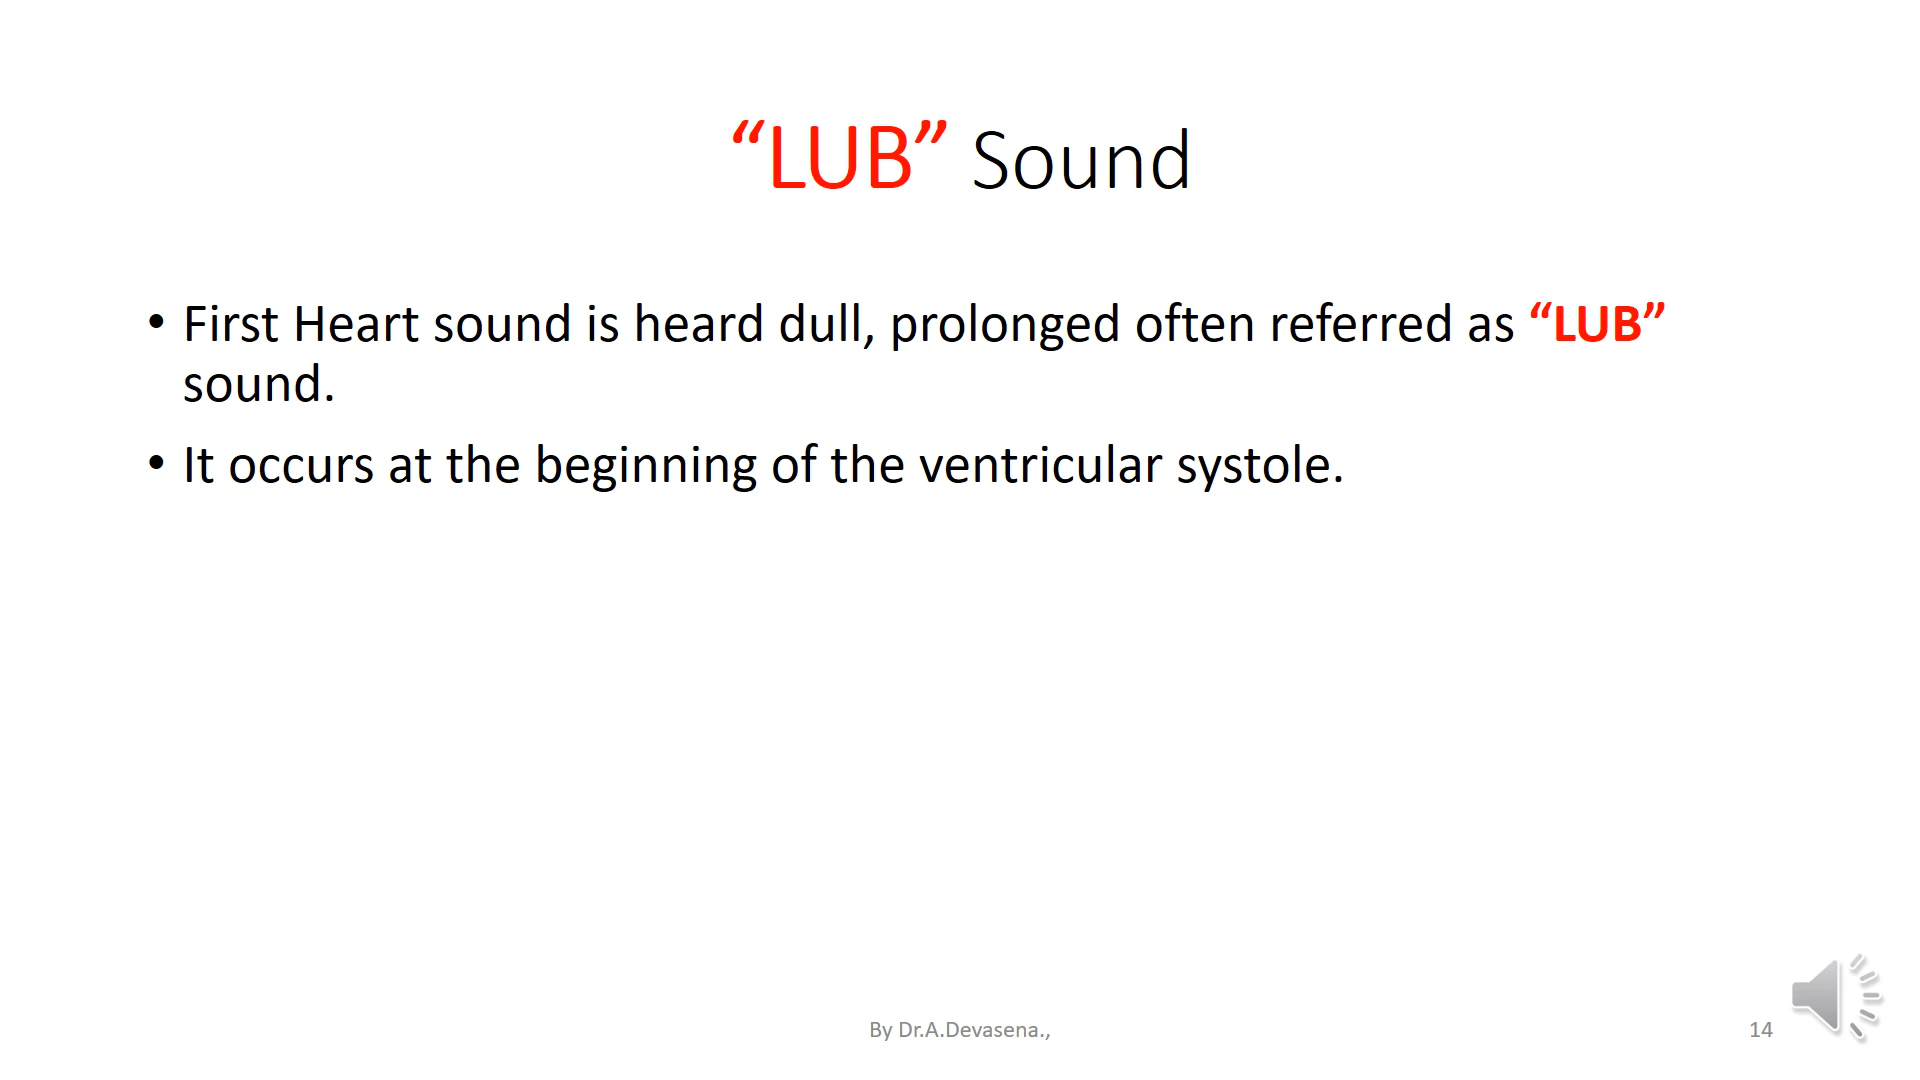 “LUB” Sound
• First Heart sound is heard dull, prolonged often referred as “LUB”
sound.
• It occurs at the beginning of the ventricular systole.
By Dr.A.Devasena.,
14